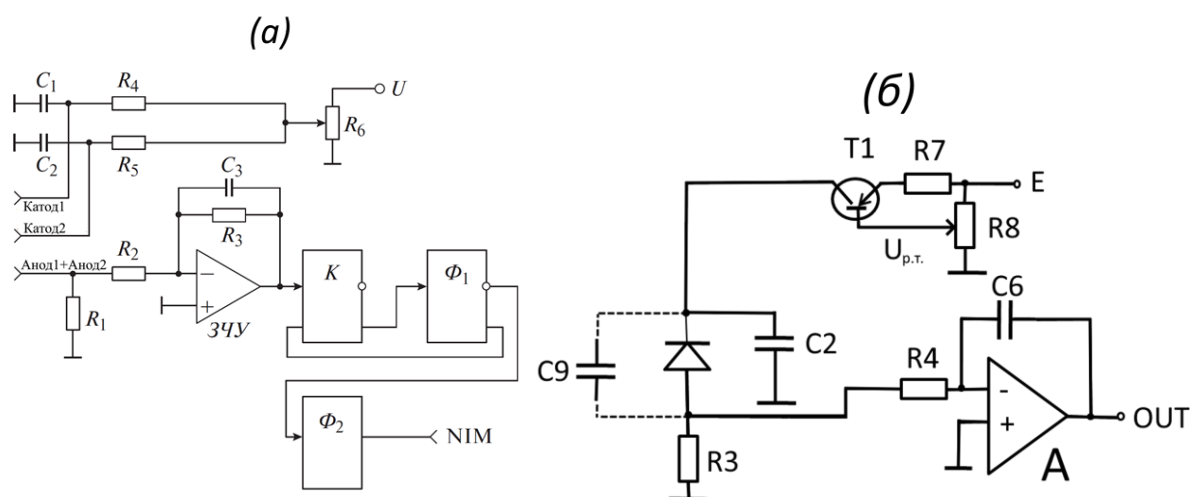 (а)
C1
R4
U
R6
C2
R5
C3
Катод1
Катод2
R3
R2
Анод1+Анод2
−
+
ЗЧУ
R1
К
Ф1
Ф2
NIM
(б)
T1
R7
E
R8
Uр.т.
C6
C2
C9
R4
-
+
OUT
A
R3